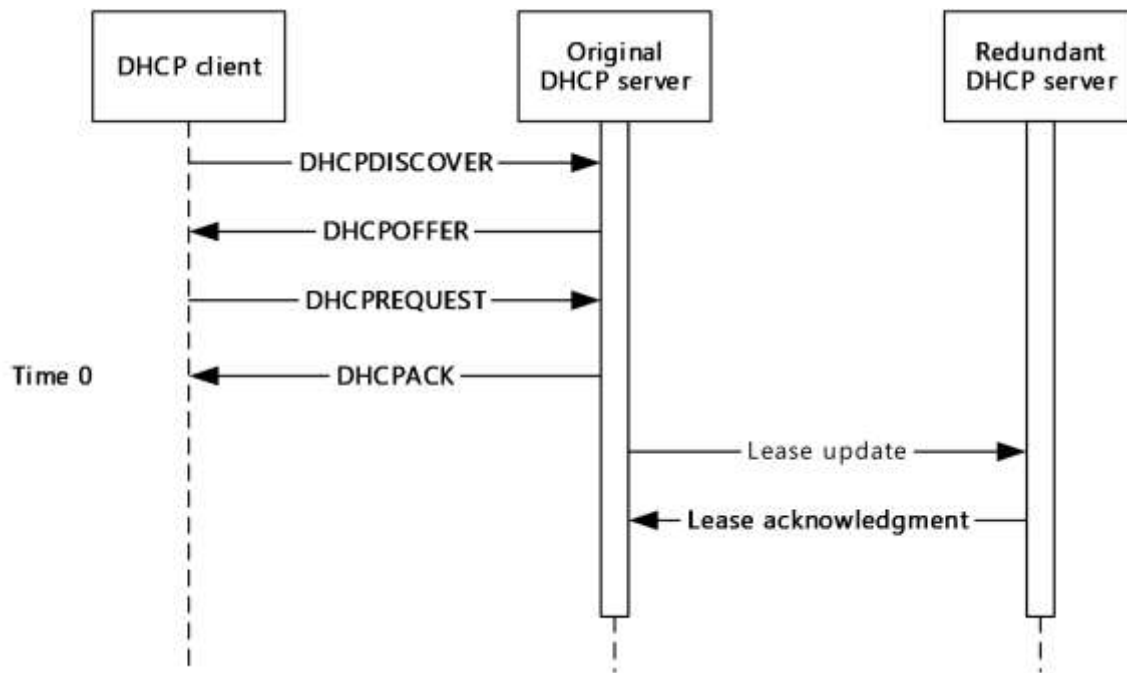 DHCP client
Original
DHCP server
Redundant
DHCP server
DHCPDISCOVER
DHCPOFFER
DHCPREQUEST
Time 0
DHCPACK
Lease update
Lease acknowledgment